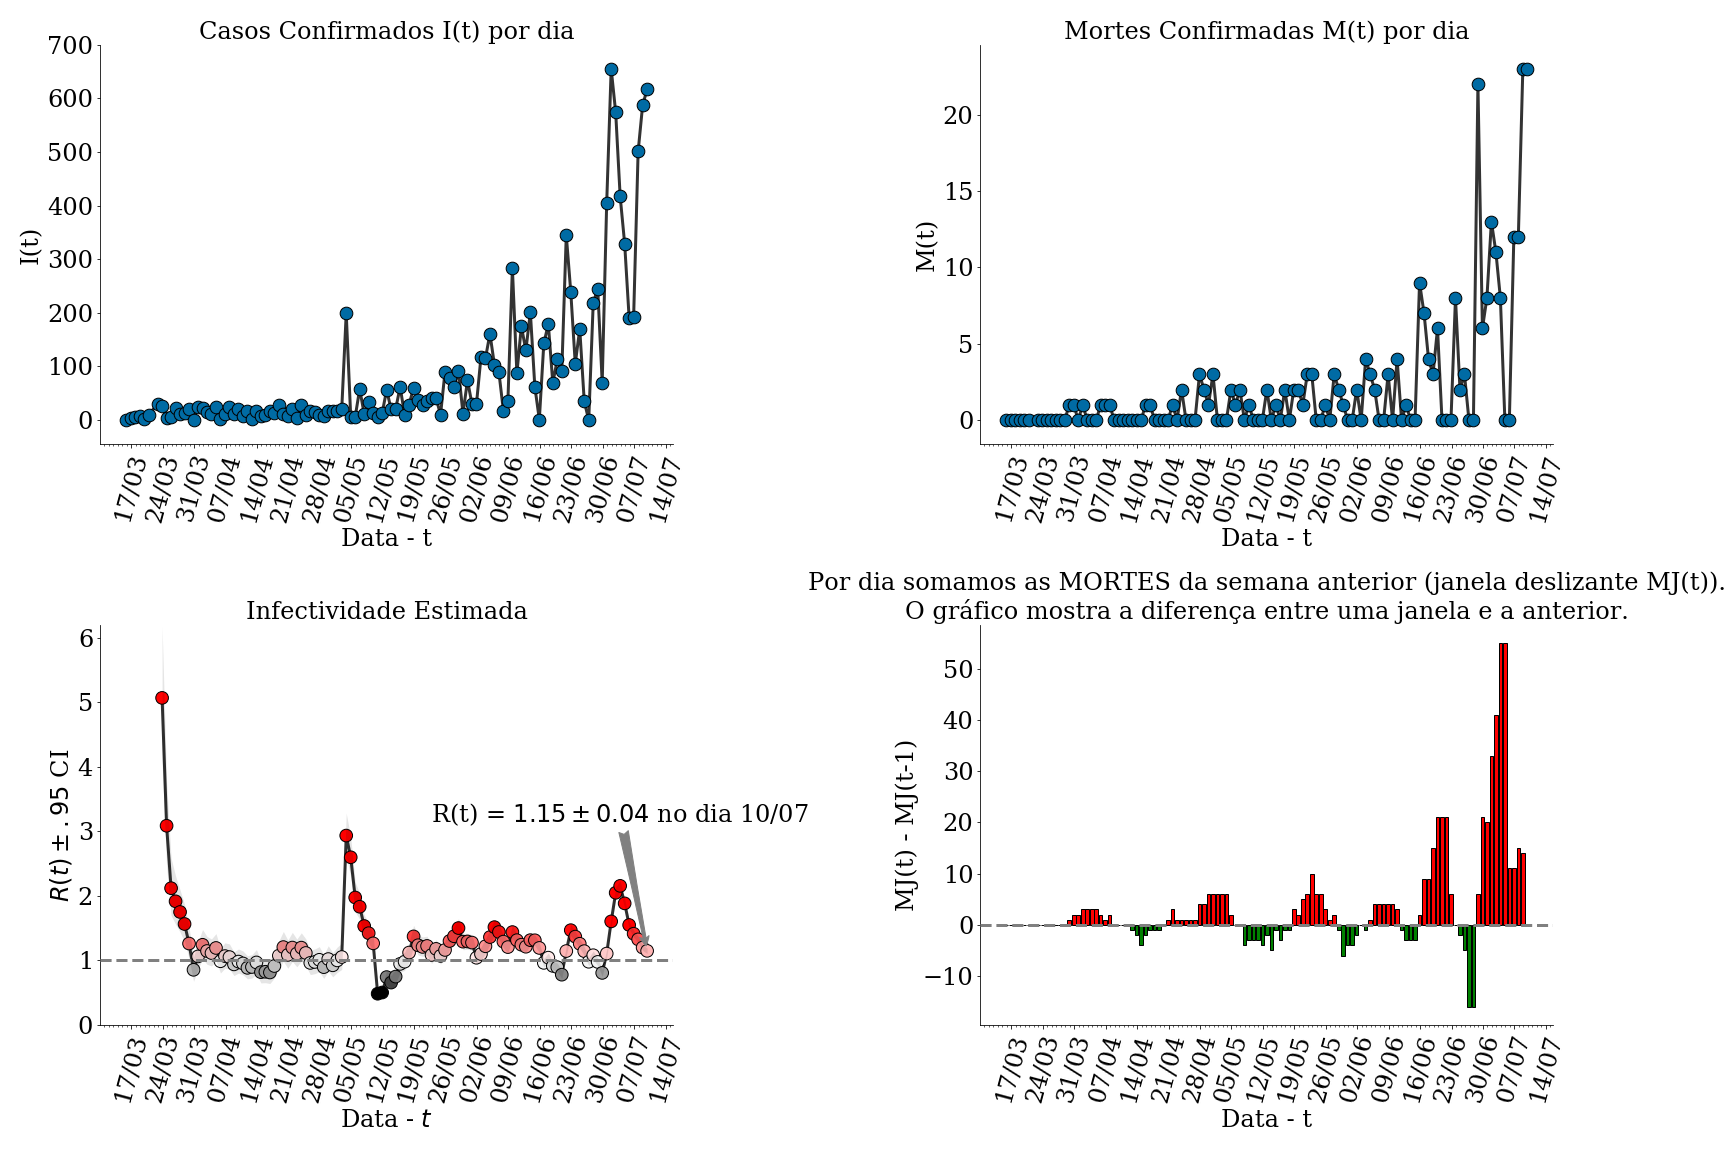 Casos Confirmados I(t) por dia
700
600
500
400
300
200
100
0
I(t)
17/03 24/03 31/03 07/04 14/04 21/04 28/04 05/05 12/05 19/05 26/05 02/06 09/06 16/06 23/06 30/06 07/07 14/07
Data - t
Mortes Confirmadas M(t) por dia
20
15
10
5
0
M(t)
17/03 24/03 31/03 07/04 14/04 21/04 28/04 05/05 12/05 19/05 26/05 02/06 09/06 16/06 23/06 30/06 07/07 14/07
Data - t
Infectividade Estimada
6
5
4
3
2
1
0
R(t) ± .95 CI
R(t) = 1.15 ± 0.04 no dia 10/07
17/03 24/03 31/03 07/04 14/04 21/04 28/04 05/05 12/05 19/05 26/05 02/06 09/06 16/06 23/06 30/06 07/07 14/07
Data - t
Por dia somamos as MORTES da semana anterior (janela deslizante MJ(t)).
O gráfico mostra a diferença entre uma janela e a anterior.
50
40
30
20
10
0
−10
MJ(t) - MJ(t-1)
17/03 24/03 31/03 07/04 14/04 21/04 28/04 05/05 12/05 19/05 26/05 02/06 09/06 16/06 23/06 30/06 07/07 14/07
Data - t